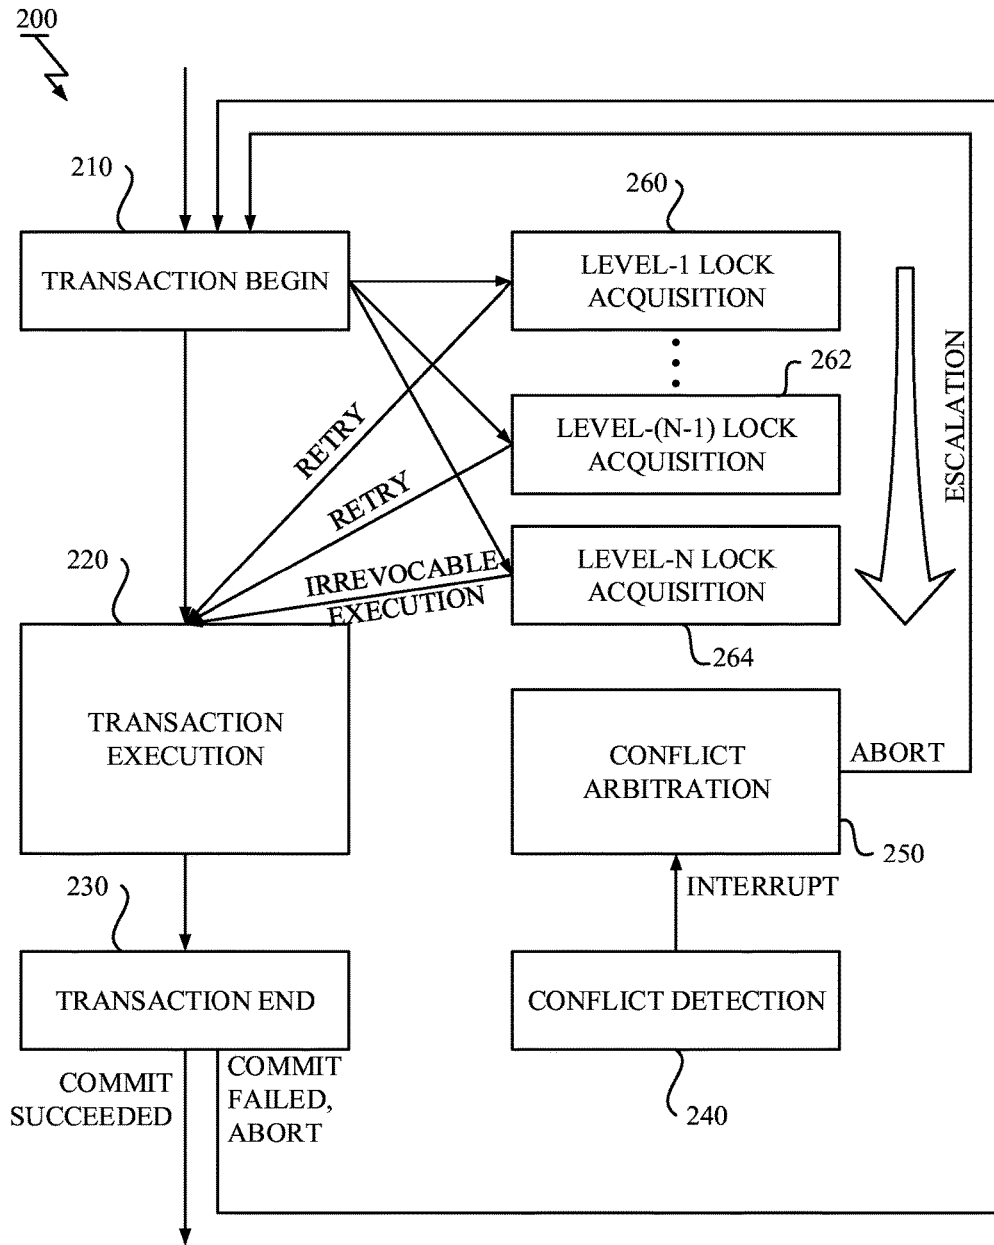 200
210
260
TRANSACTION BEGIN
LEVEL-1 LOCK
ACQUISITION
262
ESCALATION
RETRY
LEVEL-(N-1) LOCK
ACQUISITION
RETRY
220
IRREVOCABLE
EXECUTION
LEVEL-N LOCK
ACQUISITION
264
TRANSACTION
EXECUTION
CONFLICT
ARBITRATION
ABORT
250
230
INTERRUPT
TRANSACTION END
CONFLICT DETECTION
COMMIT
SUCCEEDED
COMMIT
FAILED,
ABORT
240